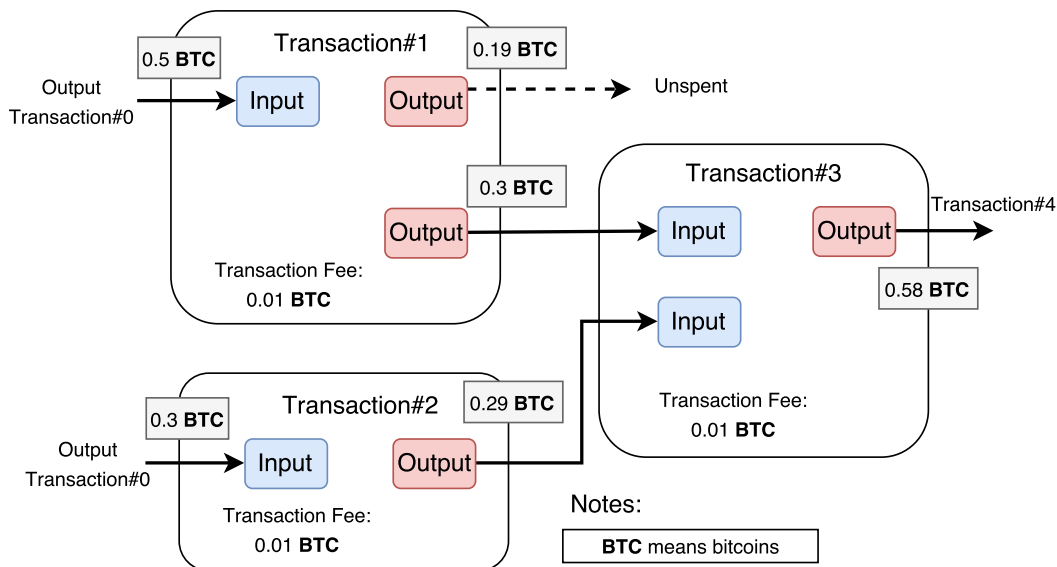 Transaction#1
0.5 BTC
0.19 BTC
Output
Transaction#0
Input
Output
Unspent
0.3 BTC
Output
Transaction Fee:
0.01 BTC
Transaction#3
Input
Output
Transaction#4
0.58 BTC
Input
Transaction Fee:
0.01 BTC
Transaction#2
0.3 BTC
0.29 BTC
Output
Transaction#0
Input
Output
Transaction Fee:
0.01 BTC
Notes:
BTC means bitcoins